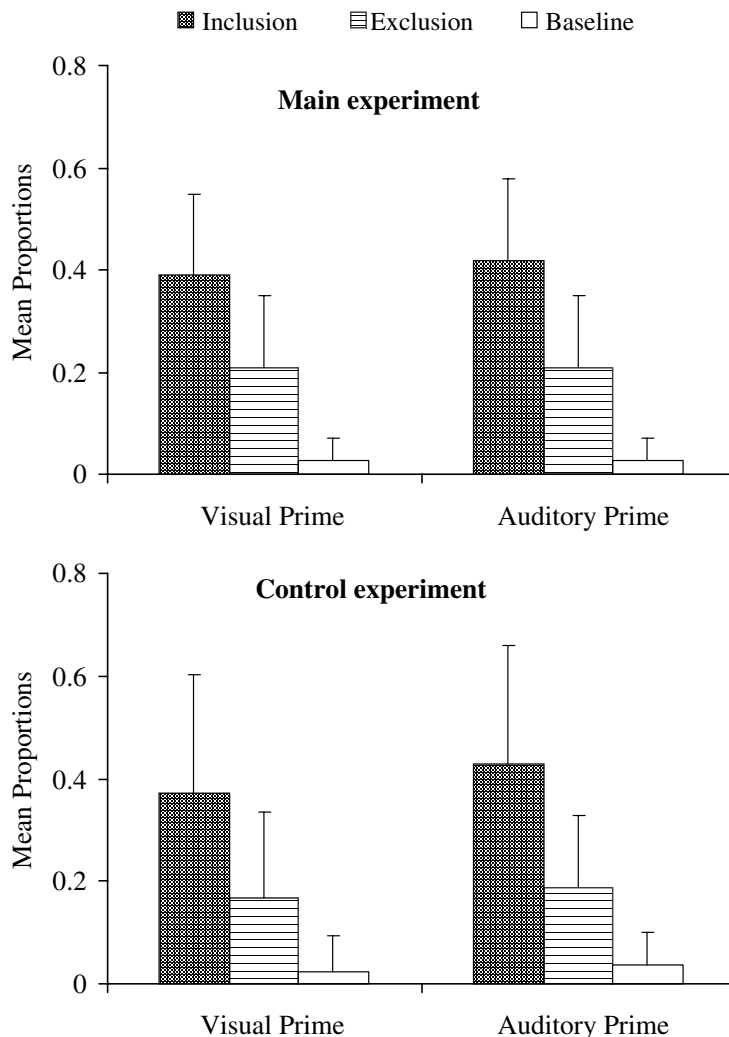 Inclusion Exclusion Baseline
0.8
Main experiment
0.6
0.4
0.2
0
Mean Proportions
Visual Prime Auditory Prime
0.8
Control experiment
0.6
0.4
0.2
0
Mean Proportions
Visual Prime Auditory Prime